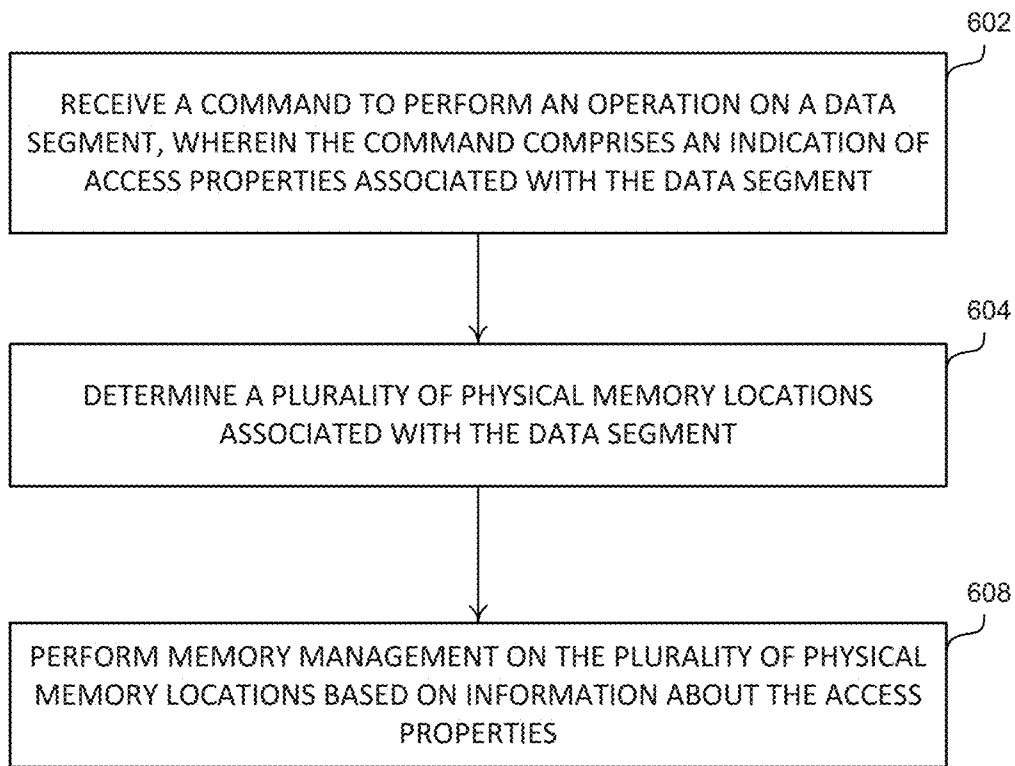 602
RECEIVE A COMMAND TO PERFORM AN OPERATION ON A DATA
SEGMENT, WHEREIN THE COMMAND COMPRISES AN INDICATION OF
ACCESS PROPERTIES ASSOCIATED WITH THE DATA SEGMENT
604
DETERMINE A PLURALITY OF PHYSICAL MEMORY LOCATIONS
ASSOCIATED WITH THE DATA SEGMENT
608
PERFORM MEMORY MANAGEMENT ON THE PLURALITY OF PHYSICAL
MEMORY LOCATIONS BASED ON INFORMATION ABOUT THE ACCESS
PROPERTIES